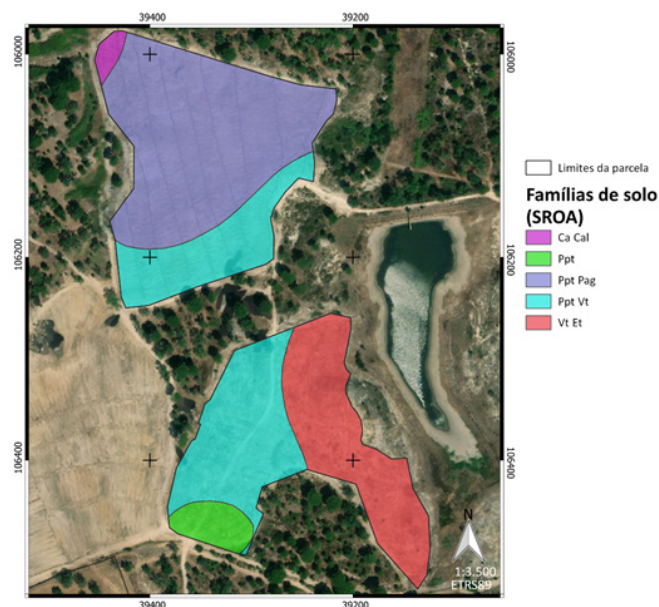 39400
39200
106000
106000
106200
106200
106400
106400
39400
39200
N
1:3.500
ETRS89
Limites da parcela
Famílias de solo
(SROA)
Ca Cal
Ppt
Ppt Pag
Ppt Vt
Vt Et